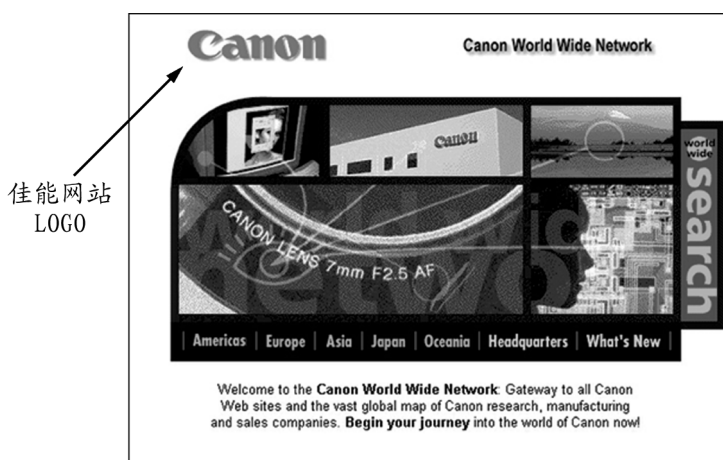 Canon
Canon World Wide Network
佳能网站
LOGO
Canon
world
wide
search
worldwide
network
CANON LENS 7mm F2.5 AF
Americas | Europe | Asia | Japan | Oceania | Headquarters | What's New |
Welcome to the Canon World Wide Network: Gateway to all Canon
Web sites and the vast global map of Canon research, manufacturing
and sales companies. Begin your journey into the world of Canon now!